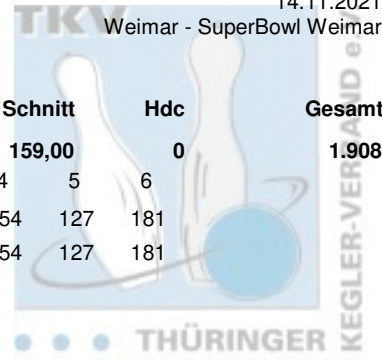 14.11.2021
Weimar - SuperBowl Weimar
Schnitt Hdc Gesamt
159,00 0 1.908
4 5 6
54 127 181
54 127 181
TKV
THÜRINGER
KEGLER-VERBAND e.V